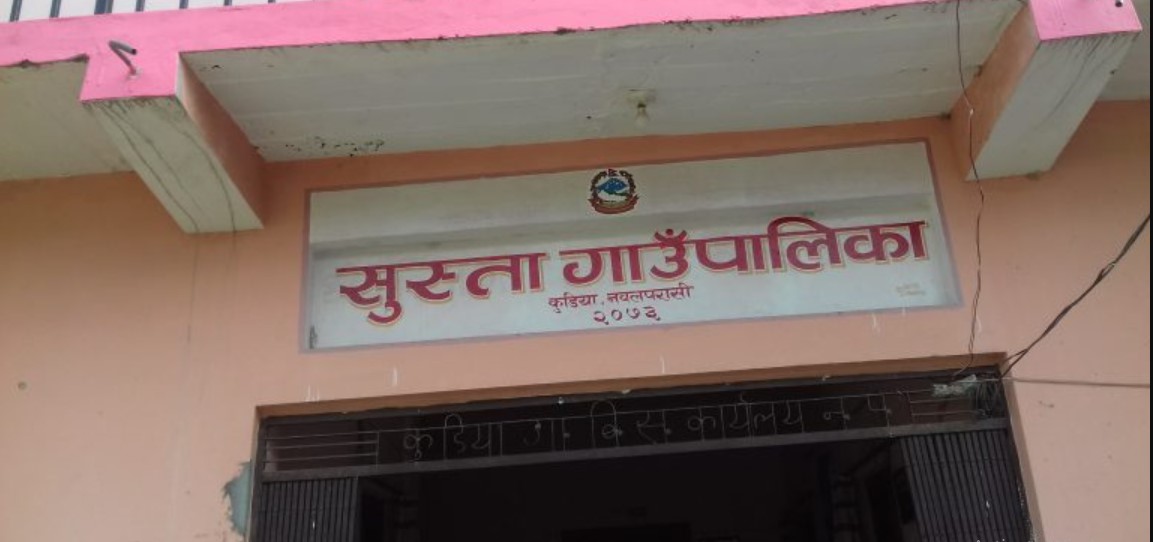 सुस्ता गाउँपालिका
कुडिया, नवलपरासी
२०७३
कुडिया गा. वि. स. कार्यालय न. प.